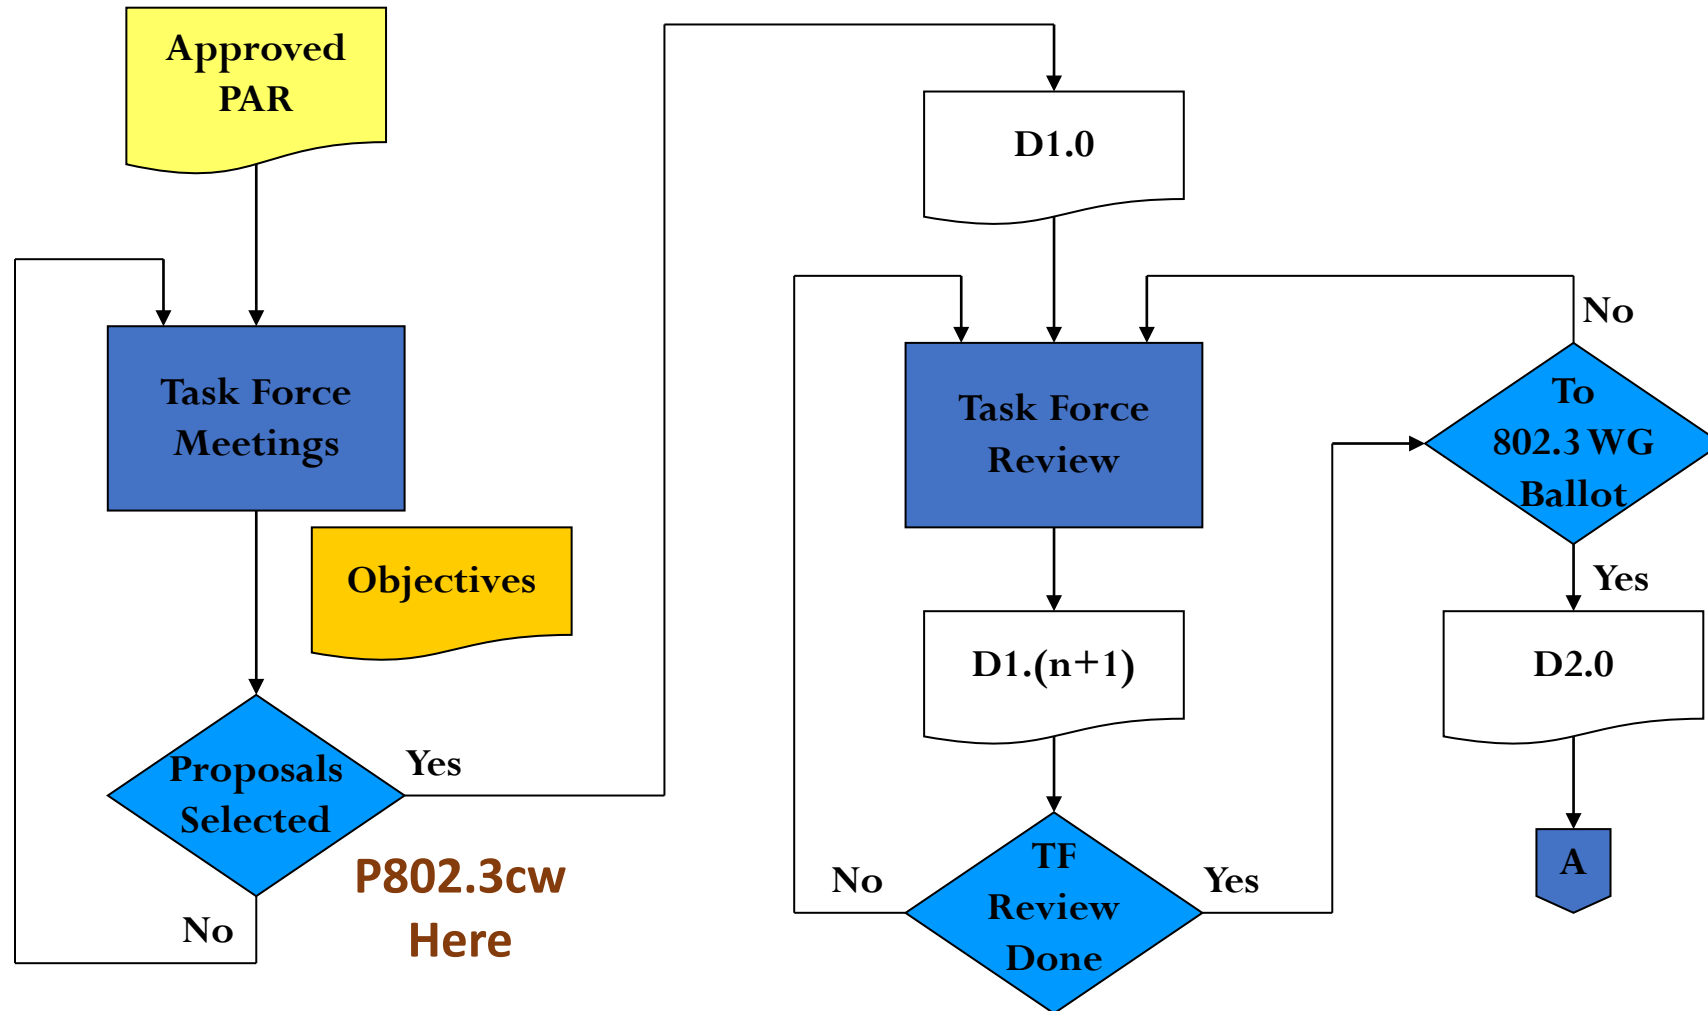 Approved
PAR
Task Force
Meetings
Objectives
Proposals
Selected
Yes
No
P802.3cw
Here
D1.0
Task Force
Review
D1.(n+1)
TF
Review
Done
No
Yes
To
802.3 WG
Ballot
No
Yes
D2.0
A